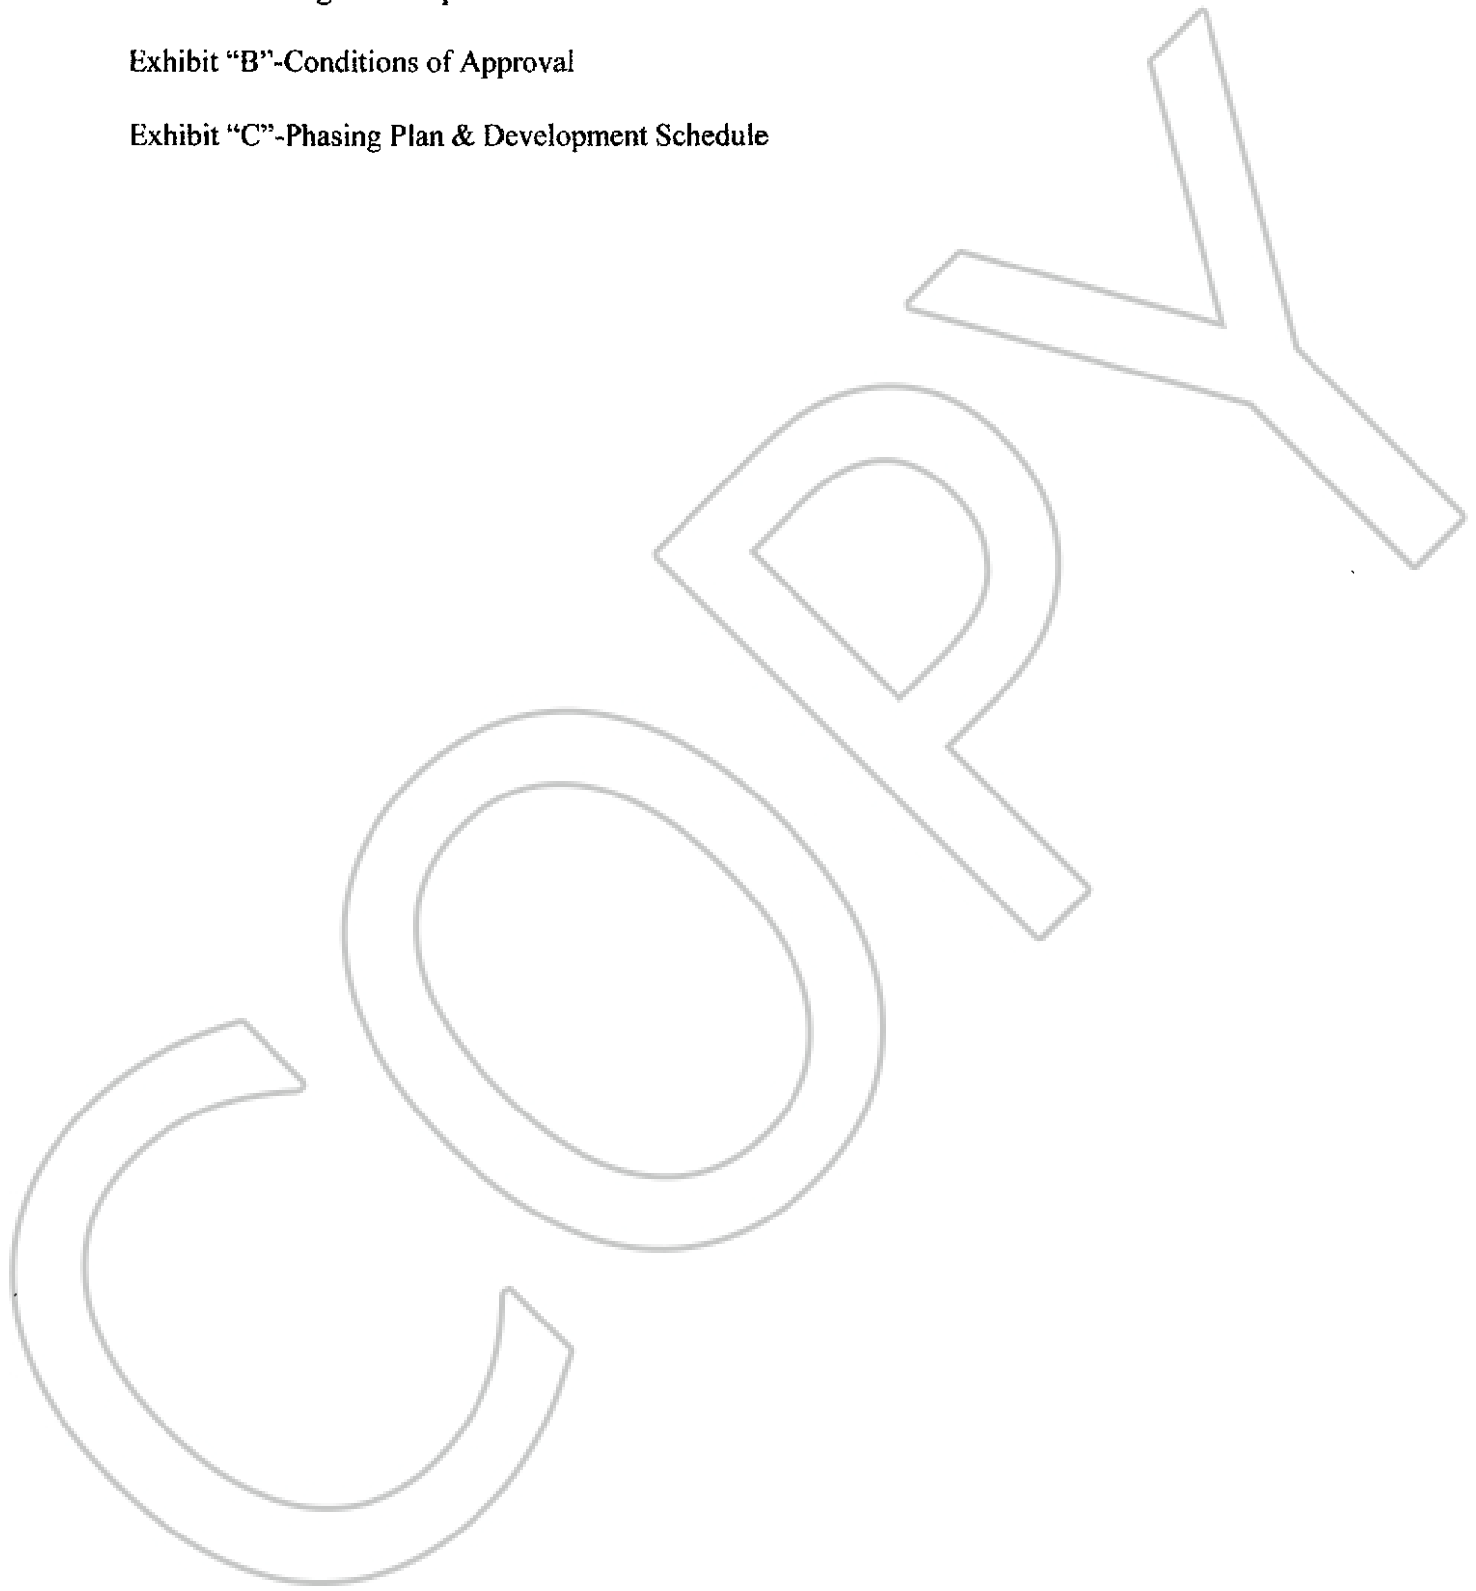 Exhibit “B”-Conditions of Approval
Exhibit “C”-Phasing Plan & Development Schedule
COPY